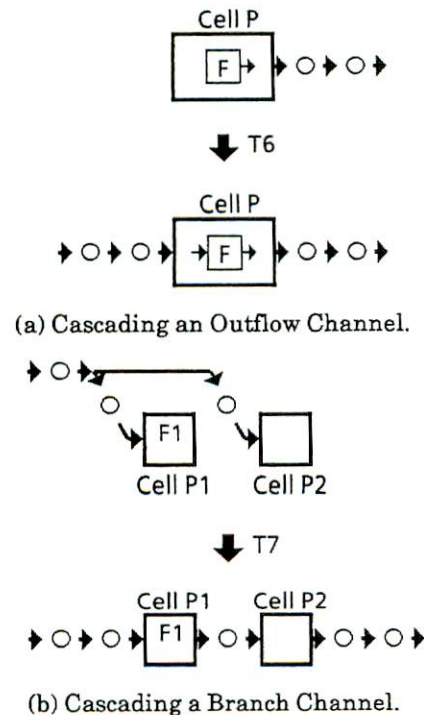 Cell P
F
T6
Cell P
F
(a) Cascading an Outflow Channel.
F1
Cell P1 Cell P2
T7
Cell P1 Cell P2
F1
(b) Cascading a Branch Channel.